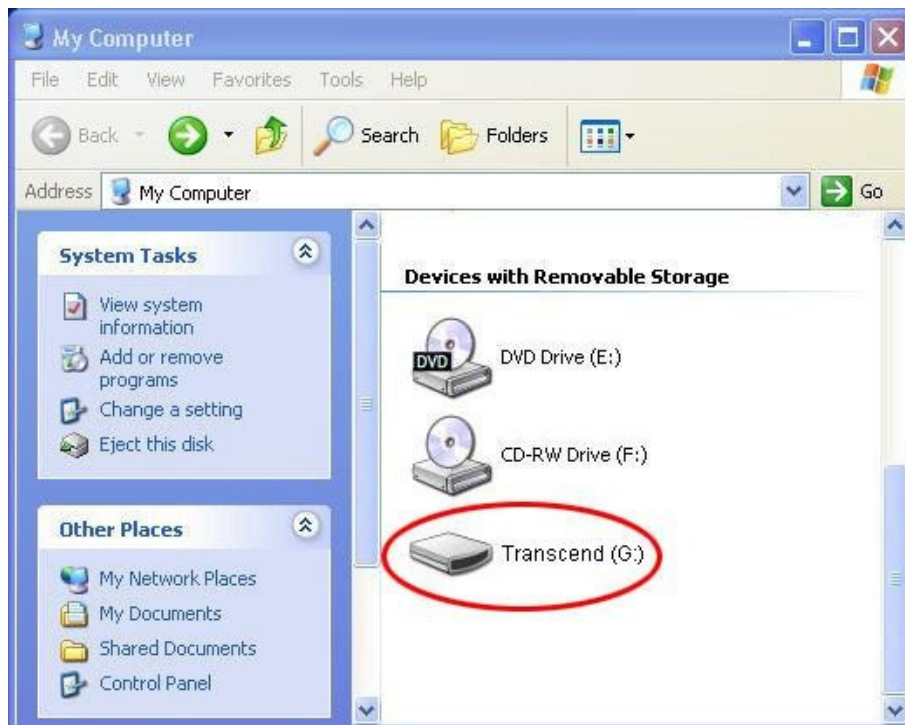 My Computer
File Edit View Favorites Tools Help
Back Search Folders
Address My Computer Go
System Tasks
View system
information
Add or remove
programs
Change a setting
Eject this disk
Other Places
My Network Places
My Documents
Shared Documents
Control Panel
Devices with Removable Storage
DVD DVD Drive (E:)
CD-RW Drive (F:)
Transcend (G:)